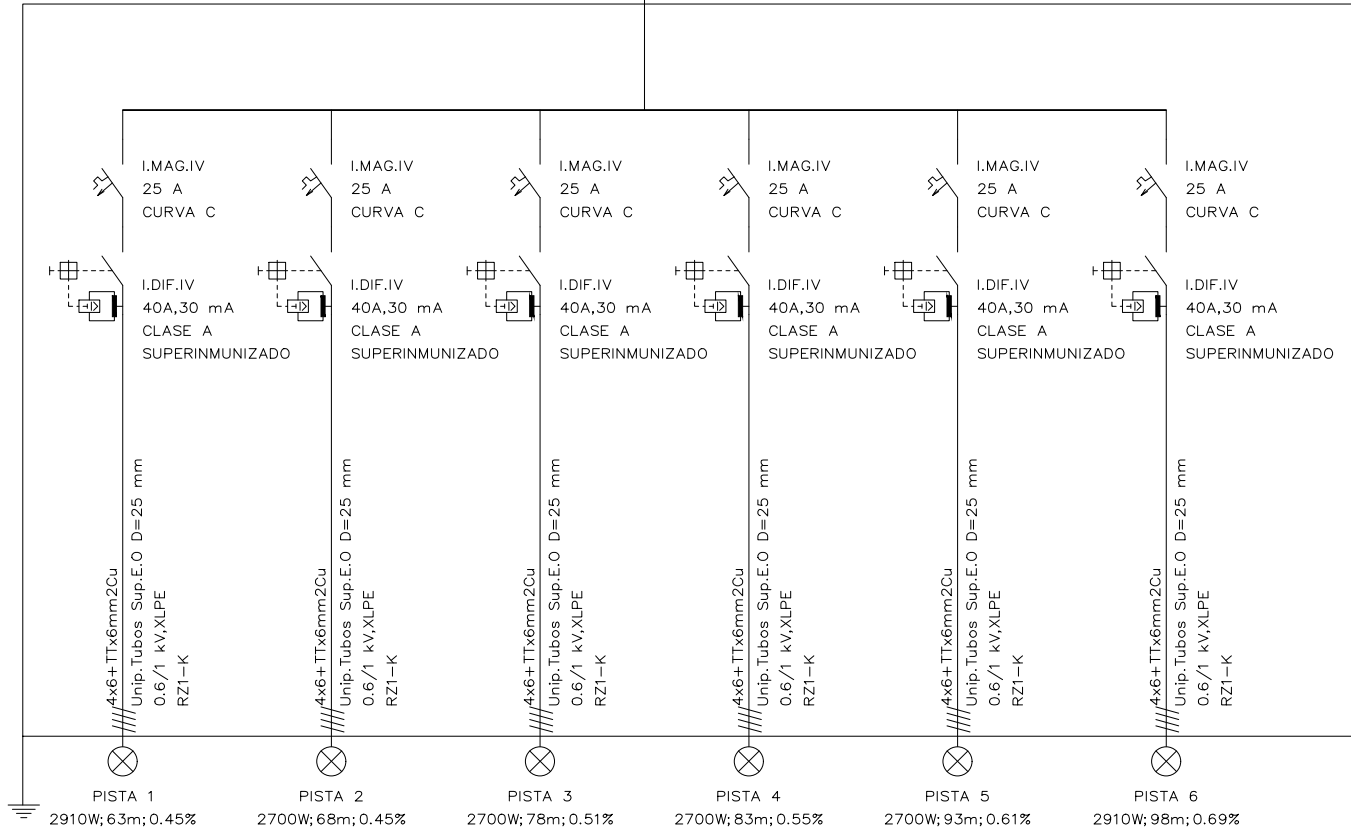 I.MAG.IV
25 A
CURVA C
I.DIF.IV
40A,30 mA
CLASE A
SUPERINMUNIZADO
4x6+TTx6mm2Cu
Unip.Tubos Sup.E.O D=25 mm
0.6/1 kV,XLPE
RZ1-K
PISTA 1
2910W; 63m; 0.45%
I.MAG.IV
25 A
CURVA C
I.DIF.IV
40A,30 mA
CLASE A
SUPERINMUNIZADO
4x6+TTx6mm2Cu
Unip.Tubos Sup.E.O D=25 mm
0.6/1 kV,XLPE
RZ1-K
PISTA 2
2700W; 68m; 0.45%
I.MAG.IV
25 A
CURVA C
I.DIF.IV
40A,30 mA
CLASE A
SUPERINMUNIZADO
4x6+TTx6mm2Cu
Unip.Tubos Sup.E.O D=25 mm
0.6/1 kV,XLPE
RZ1-K
PISTA 3
2700W; 78m; 0.51%
I.MAG.IV
25 A
CURVA C
I.DIF.IV
40A,30 mA
CLASE A
SUPERINMUNIZADO
4x6+TTx6mm2Cu
Unip.Tubos Sup.E.O D=25 mm
0.6/1 kV,XLPE
RZ1-K
PISTA 4
2700W; 83m; 0.55%
I.MAG.IV
25 A
CURVA C
I.DIF.IV
40A,30 mA
CLASE A
SUPERINMUNIZADO
4x6+TTx6mm2Cu
Unip.Tubos Sup.E.O D=25 mm
0.6/1 kV,XLPE
RZ1-K
PISTA 5
2700W; 93m; 0.61%
I.MAG.IV
25 A
CURVA C
I.DIF.IV
40A,30 mA
CLASE A
SUPERINMUNIZADO
4x6+TTx6mm2Cu
Unip.Tubos Sup.E.O D=25 mm
0.6/1 kV,XLPE
RZ1-K
PISTA 6
2910W; 98m; 0.69%